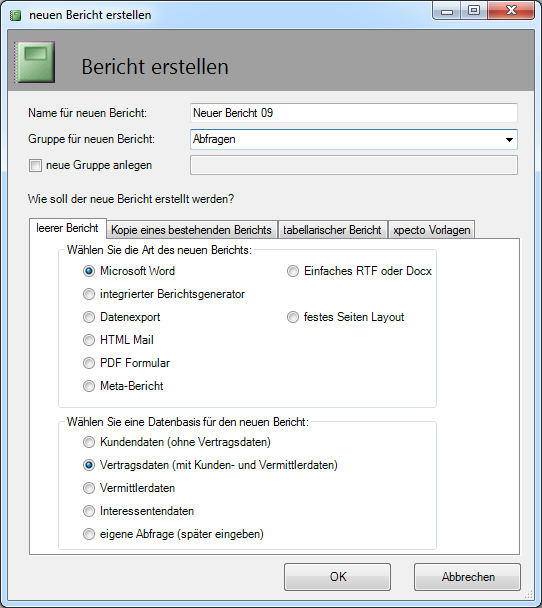 neuen Bericht erstellen
Bericht erstellen
Name für neuen Bericht: Neuer Bericht 09
Gruppe für neuen Bericht: Abfragen
neue Gruppe anlegen
Wie soll der neue Bericht erstellt werden?
leerer Bericht Kopie eines bestehenden Berichts tabellarischer Bericht xpecto Vorlagen
Wählen Sie die Art des neuen Berichts:
Microsoft Word Einfaches RTF oder Docx
integrierter Berichtsgenerator
Datenexport festes Seiten Layout
HTML Mail
PDF Formular
Meta-Bericht
Wählen Sie eine Datenbasis für den neuen Bericht:
Kundendaten (ohne Vertragsdaten)
Vertragsdaten (mit Kunden- und Vermittlerdaten)
Vermittlerdaten
Interessentendaten
eigene Abfrage (später eingeben)
OK Abbrechen